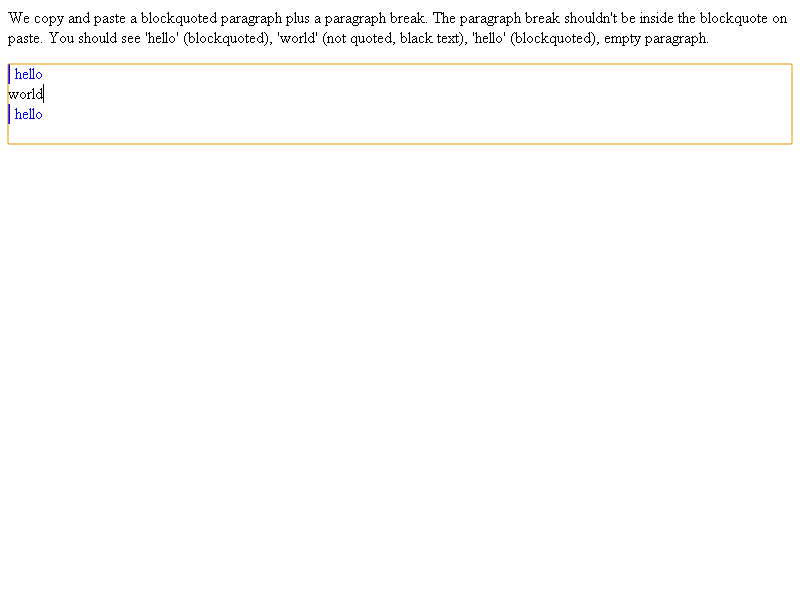 We copy and paste a blockquoted paragraph plus a paragraph break. The paragraph break shouldn't be inside the blockquote on
paste. You should see 'hello' (blockquoted), 'world' (not quoted, black text), 'hello' (blockquoted), empty paragraph.
hello
world
hello